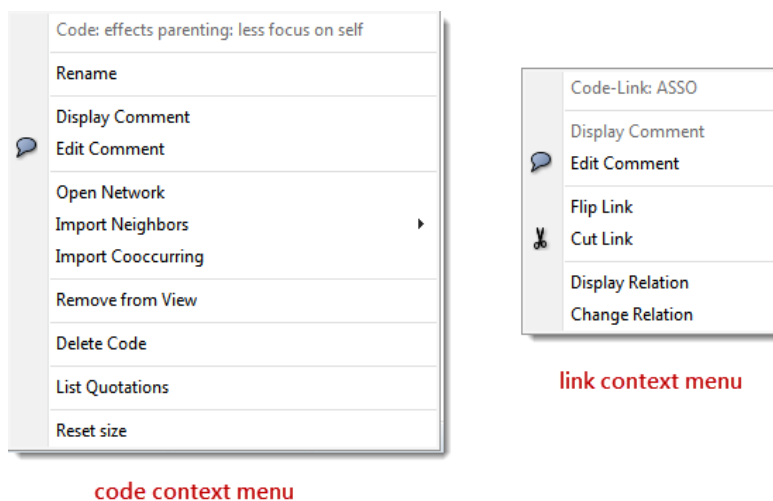 Code: effects parenting: less focus on self
Rename
Display Comment
Edit Comment
Open Network
Import Neighbors
Import Cooccurring
Remove from View
Delete Code
List Quotations
Reset size
code context menu
Code-Link: ASSO
Display Comment
Edit Comment
Flip Link
Cut Link
Display Relation
Change Relation
link context menu